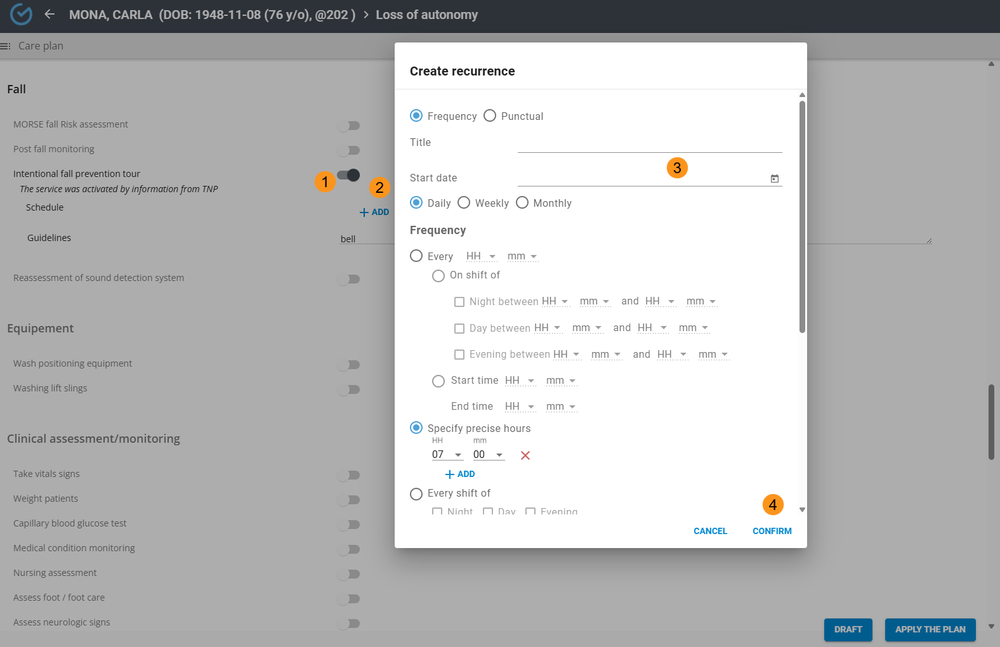 MONA, CARLA (DOB: 1948-11-08 (76 y/o), @202 ) > Loss of autonomy
Care plan
Fall
MORSE fall Risk assessment
Post fall monitoring
Intentional fall prevention tour
1
The service was activated by information from TNP
2
Schedule
+ ADD
Guidelines
bell
Reassessment of sound detection system
Equipement
Wash positioning equipment
Washing lift slings
Clinical assessment/monitoring
Take vitals signs
Weight patients
Capillary blood glucose test
Medical condition monitoring
Nursing assessment
Assess foot / foot care
Assess neurologic signs
Create recurrence
Frequency Punctual
Title
3
Start date
Daily Weekly Monthly
Frequency
Every HH mm
On shift of
Night between HH mm and HH mm
Day between HH mm and HH mm
Evening between HH mm and HH mm
Start time HH mm
End time HH mm
Specify precise hours
HH mm
07 00
+ ADD
Every shift of
Night Day Evening
4
CANCEL CONFIRM
DRAFT APPLY THE PLAN